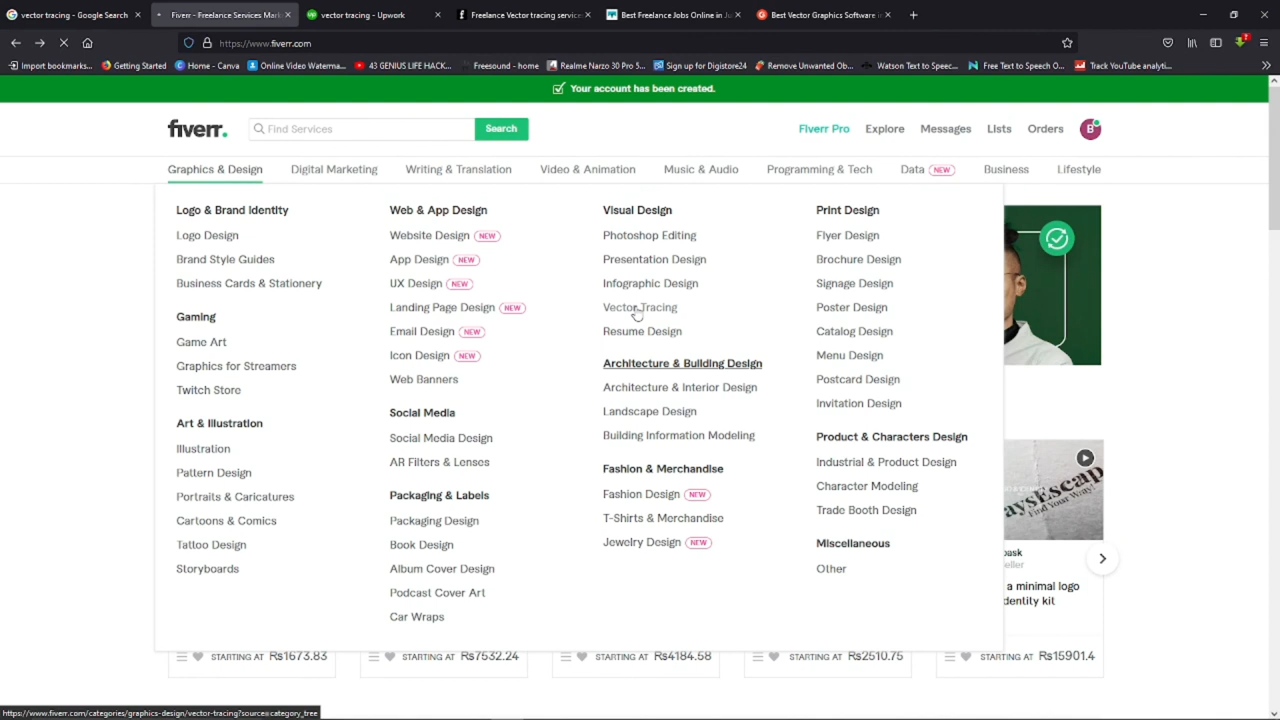 vector tracing - Google Search
Fiverr - Freelance Services Mark
vector tracing - Upwork
Freelance Vector tracing services
Best Freelance Jobs Online in Ju
Best Vector Graphics Software in
https://www.fiverr.com
Import bookmarks...
Getting Started
Home - Canva
Online Video Waterma...
43 GENIUS LIFE HACK...
Freesound - home
Realme Narzo 30 Pro 5...
Sign up for Digistore24
Remove Unwanted Ob...
Watson Text to Speec...
Free Text to Speech O...
Track YouTube analyti...
Your account has been created.
fiverr.
Find Services
Search
Fiverr Pro
Explore
Messages
Lists
Orders
B
Graphics & Design
Digital Marketing
Writing & Translation
Video & Animation
Music & Audio
Programming & Tech
Data NEW
Business
Lifestyle
Logo & Brand Identity
Logo Design
Brand Style Guides
Business Cards & Stationery
Gaming
Game Art
Graphics for Streamers
Twitch Store
Art & Illustration
Illustration
Pattern Design
Portraits & Caricatures
Cartoons & Comics
Tattoo Design
Storyboards
Web & App Design
Website Design NEW
App Design NEW
UX Design NEW
Landing Page Design NEW
Email Design NEW
Icon Design NEW
Web Banners
Social Media
Social Media Design
AR Filters & Lenses
Packaging & Labels
Packaging Design
Book Design
Album Cover Design
Podcast Cover Art
Car Wraps
Visual Design
Photoshop Editing
Presentation Design
Infographic Design
Vector Tracing
Resume Design
Architecture & Building Design
Architecture & Interior Design
Landscape Design
Building Information Modeling
Fashion & Merchandise
Fashion Design NEW
T-Shirts & Merchandise
Jewelry Design NEW
Print Design
Flyer Design
Brochure Design
Signage Design
Poster Design
Catalog Design
Menu Design
Postcard Design
Invitation Design
Product & Characters Design
Industrial & Product Design
Character Modeling
Trade Booth Design
Miscellaneous
Other
aysEscap
Find Your Way!
pask
eller
a minimal logo
dentity kit
STARTING AT Rs1673.83
STARTING AT Rs7532.24
STARTING AT Rs4184.58
STARTING AT Rs2510.75
STARTING AT Rs15901.4
https://www.fiverr.com/categories/graphics-design/vector-tracing?source=category_tree